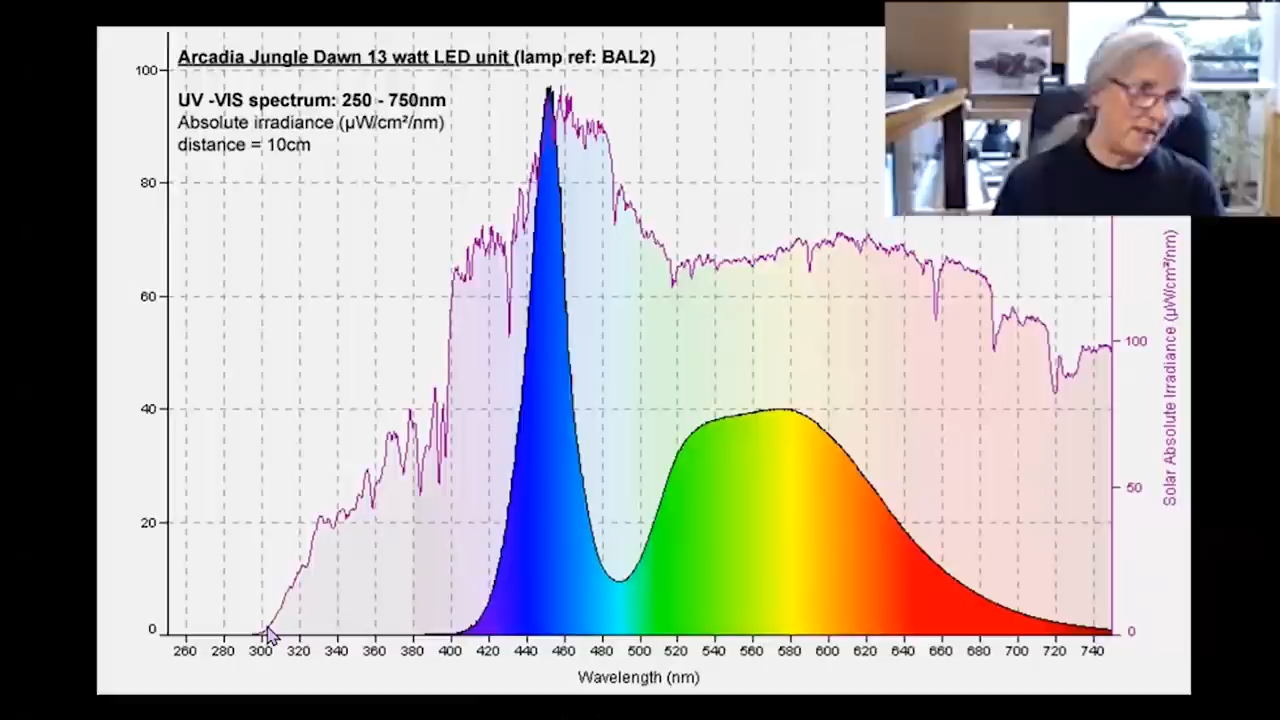 Arcadia Jungle Dawn 13 watt LED unit (lamp ref: BAL2)
UV -VIS spectrum: 250 - 750nm
Absolute irradiance (µW/cm²/nm)
distance = 10cm
100
80
60
40
20
0
260 280 300 320 340 360 380 400 420 440 460 480 500 520 540 560 580 600 620 640 660 680 700 720 740
Wavelength (nm)
100
50
0
Solar Absolute Irradiance (µW/cm²/nm)